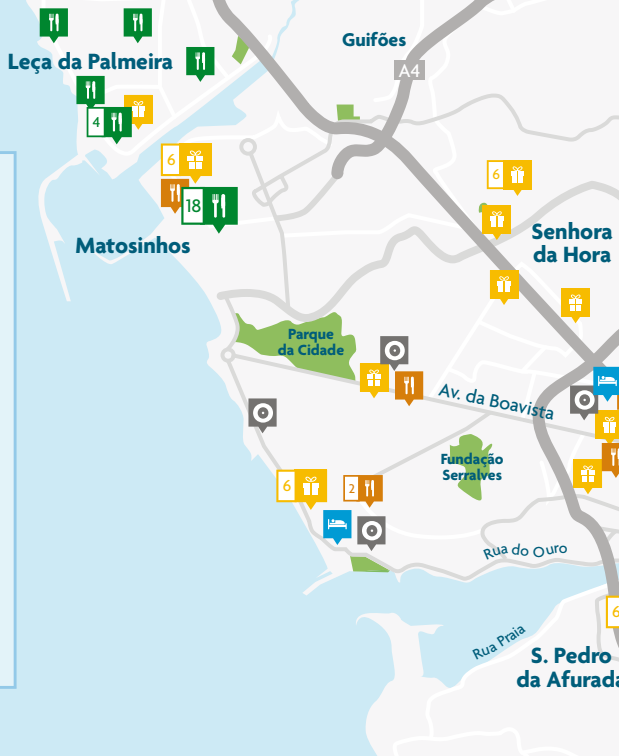 Guifões
Leça da Palmeira
A4
4
6
6
18
Senhora
da Hora
Matosinhos
Parque
da Cidade
Av. da Boavista
Fundação
Serralves
6
2
Rua do Ouro
6
Rua Praia
S. Pedro
da Afurada